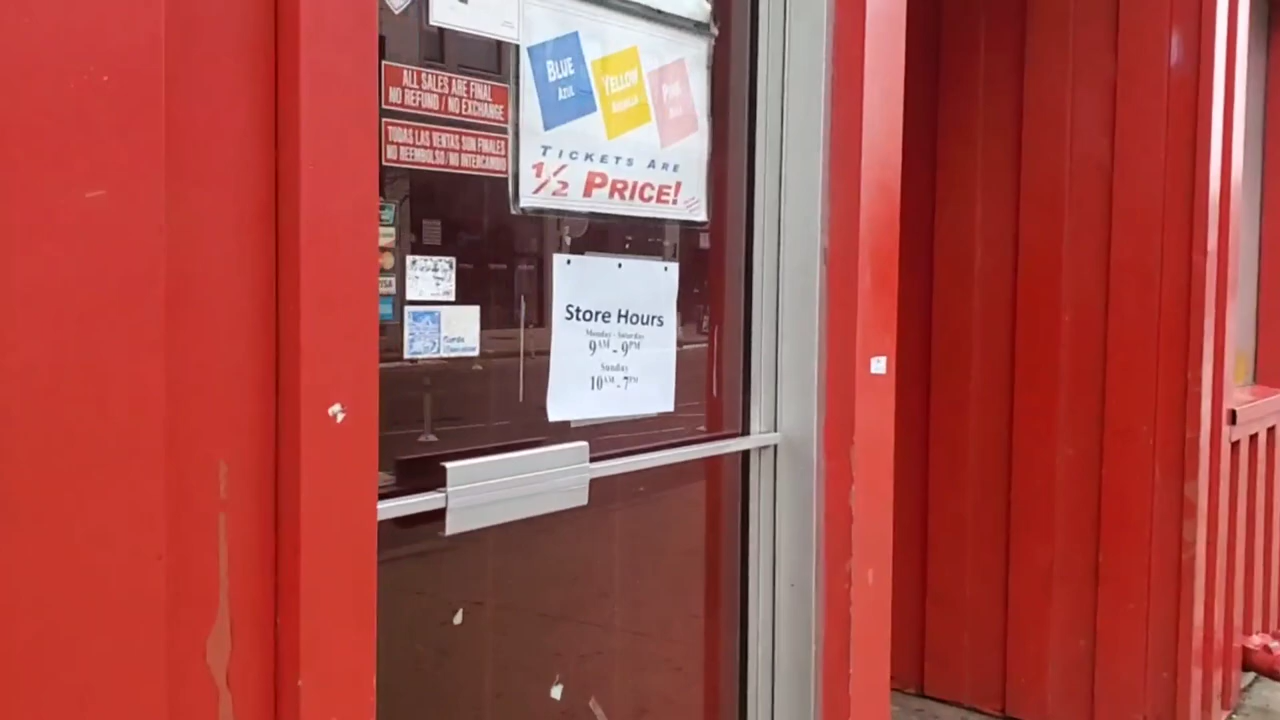 ALL SALES ARE FINAL
NO REFUND / NO EXCHANGE
TODAS LAS VENTAS SON FINALES
NO REEMBOLSO/NO INTERCAMBIO
BLUE
AZUL
YELLOW
AMARILLO
PINK
TICKETS ARE
1/2 PRICE!
VISA
Store Hours
Monday - Saturday
9AM - 9PM
Sunday
10AM - 7PM